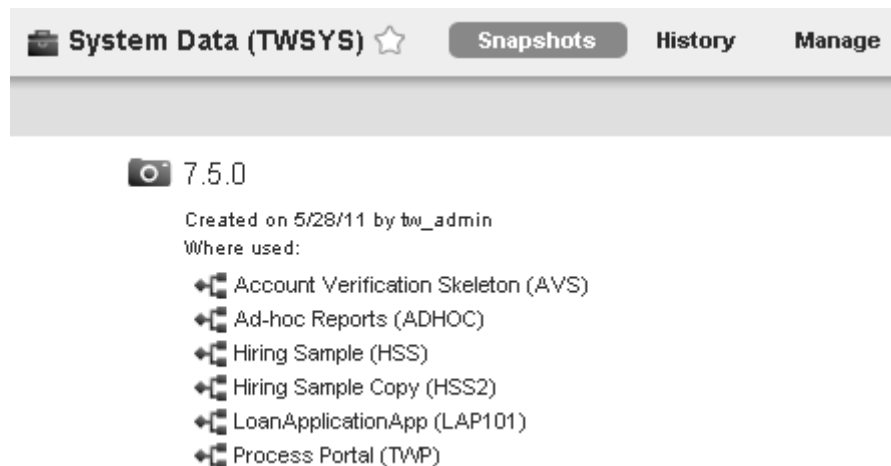 System Data (TWSYS) Snapshots History Manage
7.5.0
Created on 5/28/11 by tw_admin
Where used:
Account Verification Skeleton (AVS)
Ad-hoc Reports (ADHOC)
Hiring Sample (HSS)
Hiring Sample Copy (HSS2)
LoanApplicationApp (LAP101)
Process Portal (TWP)